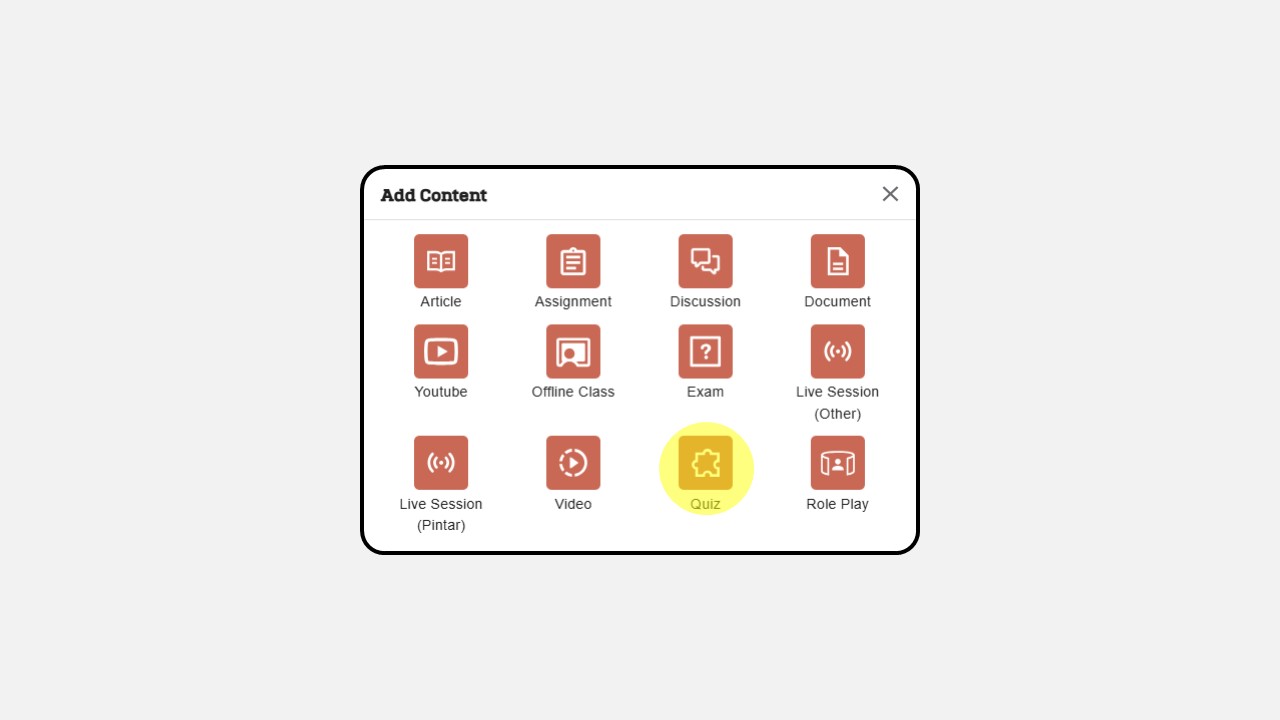 Add Content
Article
Assignment
Discussion
Document
Youtube
Offline Class
Exam
Live Session
(Other)
Live Session
(Pintar)
Video
Quiz
Role Play